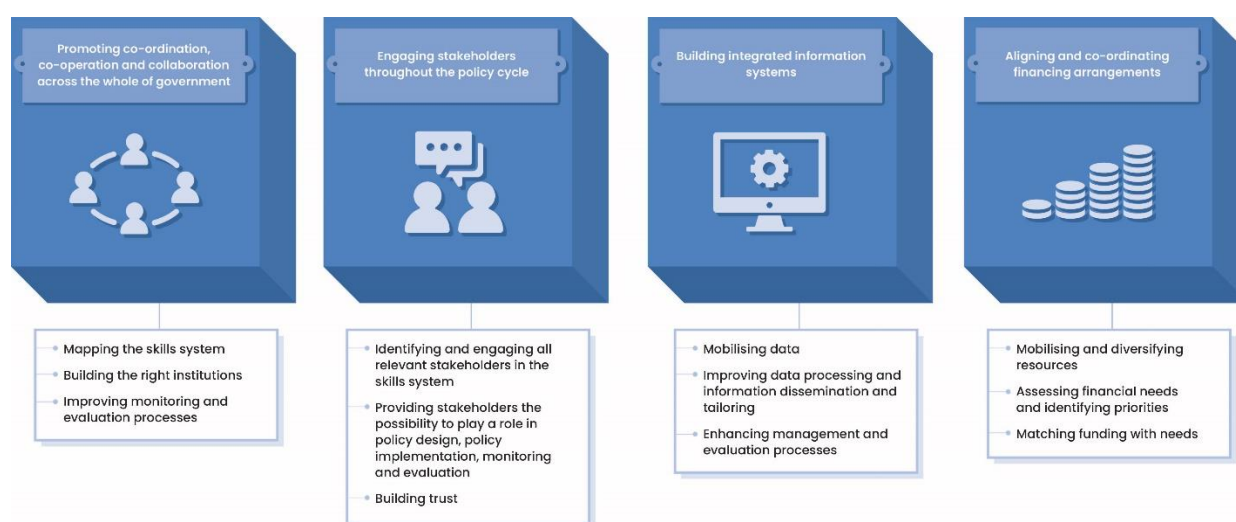 Promoting co-ordination,
co-operation and collaboration
across the whole of government
Mapping the skills system
Building the right institutions
Improving monitoring and
evaluation processes
Engaging stakeholders
throughout the policy cycle
Identifying and engaging all
relevant stakeholders in the
skills system
Providing stakeholders the
possibility to play a role in
policy design, policy
implementation, monitoring
and evaluation
Building trust
Building integrated information
systems
Mobilising data
Improving data processing and
information dissemination and
tailoring
Enhancing management and
evaluation processes
Aligning and co-ordinating
financing arrangements
Mobilising and diversifying
resources
Assessing financial needs
and identifying priorities
Matching funding with needs